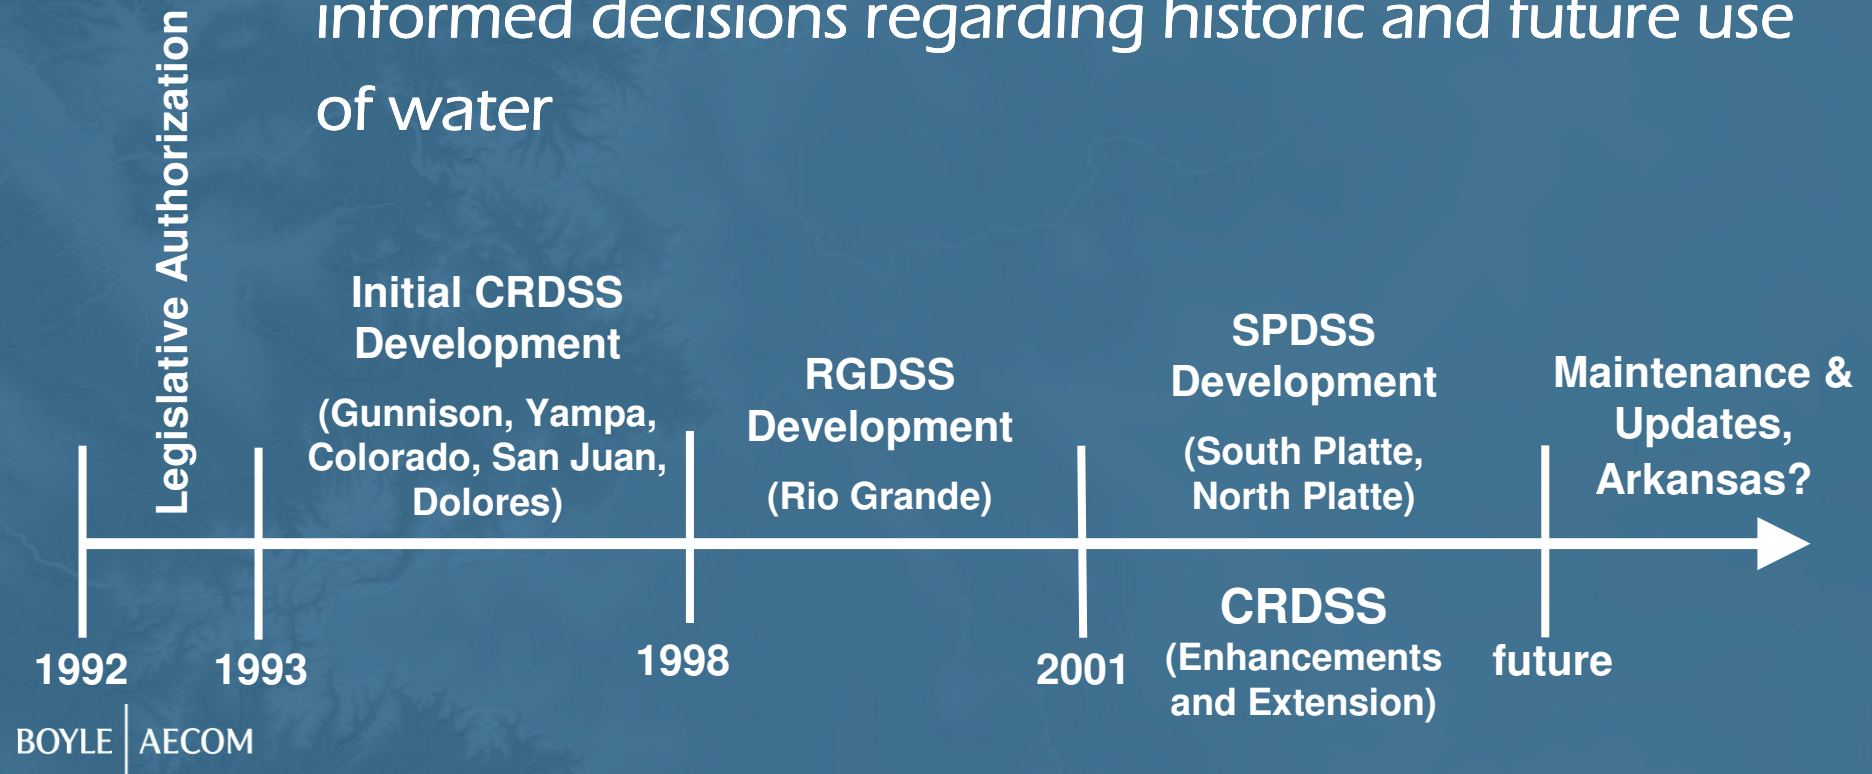 informed decisions regarding historic and future use
of water
Legislative Authorization
Initial CRDSS
Development
(Gunnison, Yampa,
Colorado, San Juan,
Dolores)
RGDSS
Development
(Rio Grande)
SPDSS
Development
(South Platte,
North Platte)
Maintenance &
Updates,
Arkansas?
1992
1993
1998
2001
CRDSS
(Enhancements
and Extension)
future
BOYLE | AECOM